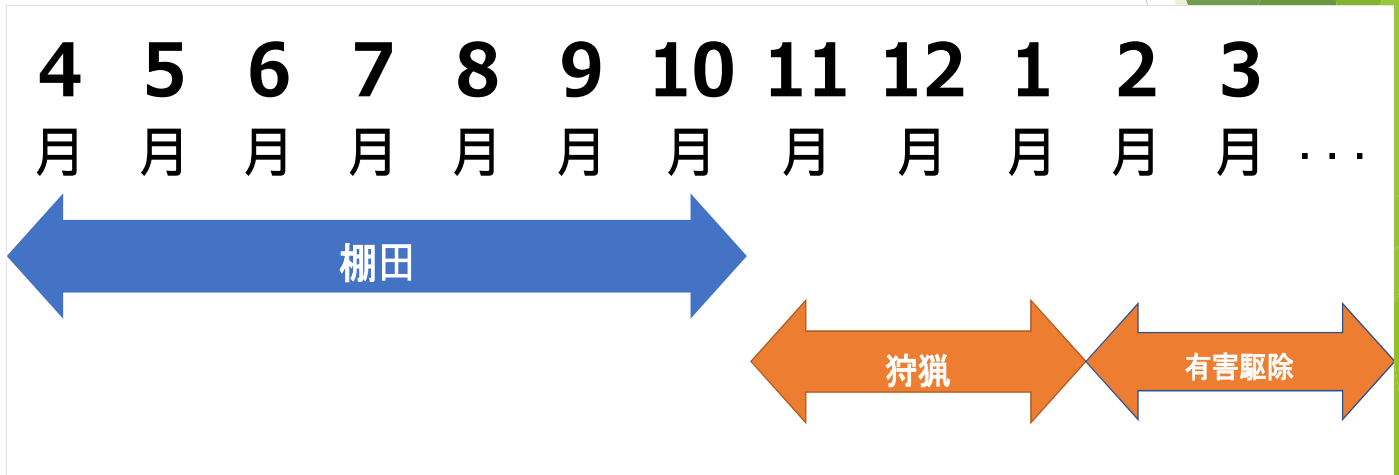 4 5 6 7 8 9 10 11 12 1 2 3
月 月 月 月 月 月 月 月 月 月 月 月 ・・・
棚田
狩猟
有害駆除